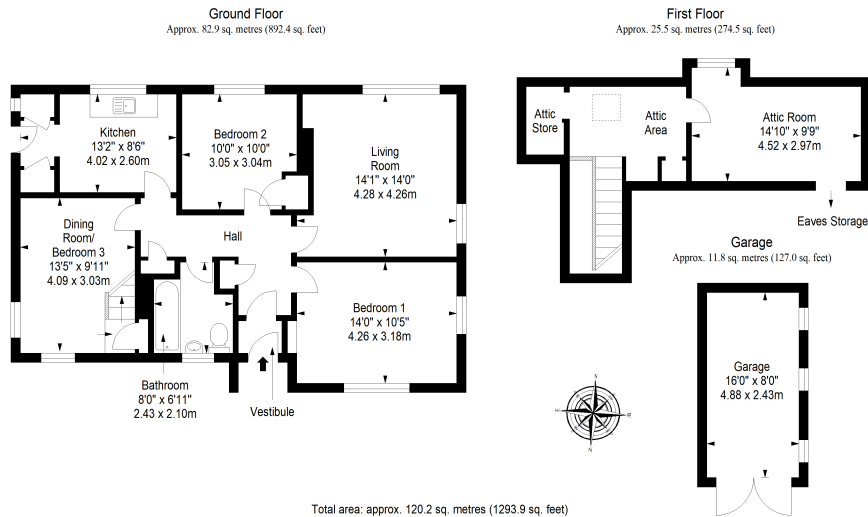 Ground Floor
Approx. 82.9 sq. metres (892.4 sq. feet)
First Floor
Approx. 25.5 sq. metres (274.5 sq. feet)
Kitchen
13'2" x 8'6"
4.02 x 2.60m
Bedroom 2
10'0" x 10'0"
3.05 x 3.04m
Living
Room
14'1" x 14'0"
4.28 x 4.26m
Attic
Store
Attic
Area
Attic Room
14'10" x 9'9"
4.52 x 2.97m
Eaves Storage
Dining
Room/
Bedroom 3
13'5" x 9'11"
4.09 x 3.03m
Hall
Garage
Approx. 11.8 sq. metres (127.0 sq. feet)
Bedroom 1
14'0" x 10'5"
4.26 x 3.18m
Garage
16'0" x 8'0"
4.88 x 2.43m
Bathroom
8'0" x 6'11"
2.43 x 2.10m
Vestibule
S
N
Total area: approx. 120.2 sq. metres (1293.9 sq. feet)